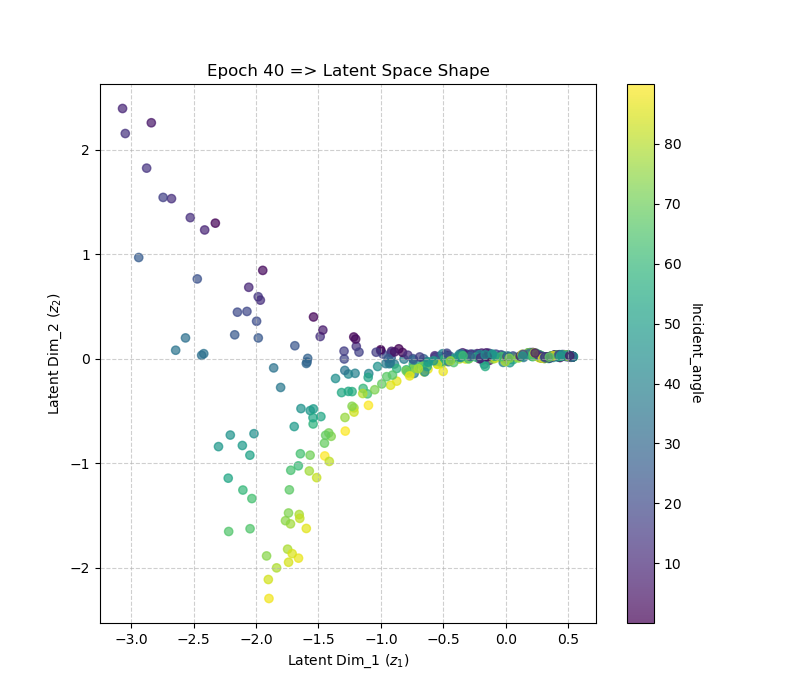 Epoch 40 => Latent Space Shape
Latent Dim_2 (z₂)
2
1
0
−1
−2
−3.0 −2.5 −2.0 −1.5 −1.0 −0.5 0.0 0.5
Latent Dim_1 (z₁)
80
70
60
50
40
30
20
10
Incident_angle